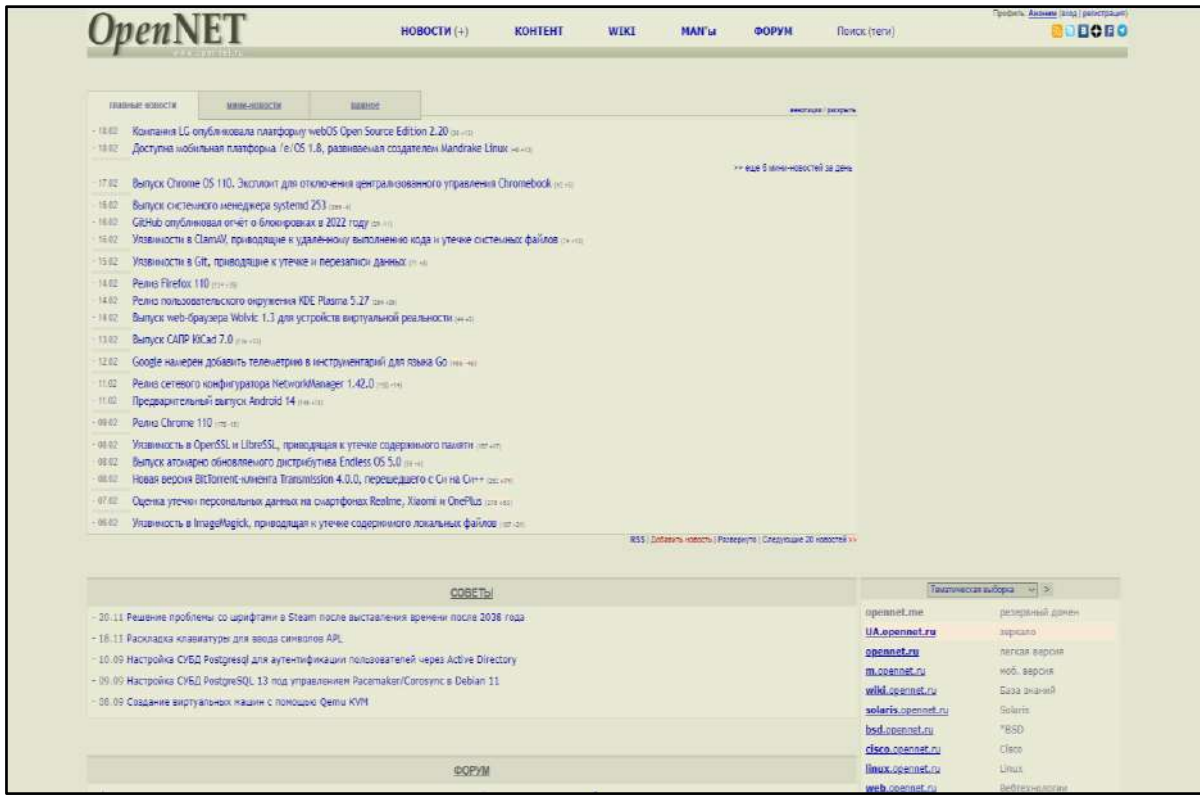 OpenNET
www.opennet.ru
Профиль: Аноним (вход | регистрация)
НОВОСТИ (+) КОНТЕНТ WIKI MAN'ы ФОРУМ Поиск (теги)
главные новости мини-новости важное
аннотации / раскрыть
- 18.02 Компания LG опубликовала платформу webOS Open Source Edition 2.20
- 18.02 Доступна мобильная платформа /e/OS 1.8, развиваемая создателем Mandrake Linux
>> еще 5 мини-новостей за день
- 17.02 Выпуск Chrome OS 110. Эксплоит для отключения централизованного управления Chromebook
- 16.02 Выпуск системного менеджера systemd 253
- 16.02 GitHub опубликовал отчёт о блокировках в 2022 году
- 16.02 Уязвимости в ClamAV, приводящие к удалённому выполнению кода и утечке системных файлов
- 15.02 Уязвимости в Git, приводящие к утечке и перезаписи данных
- 14.02 Релиз Firefox 110
- 14.02 Релиз пользовательского окружения KDE Plasma 5.27
- 14.02 Выпуск web-браузера Wolvic 1.3 для устройств виртуальной реальности
- 13.02 Выпуск САПР KiCad 7.0
- 12.02 Google намерен добавить телеметрию в инструментарий для языка Go
- 11.02 Релиз сетевого конфигуратора NetworkManager 1.42.0
- 11.02 Предварительный выпуск Android 14
- 09.02 Релиз Chrome 110
- 08.02 Уязвимость в OpenSSL и LibreSSL, приводящая к утечке содержимого памяти
- 08.02 Выпуск атомарно обновляемого дистрибутива Endless OS 5.0
- 08.02 Новая версия BitTorrent-клиента Transmission 4.0.0, перешедшего с Си на Си++
- 07.02 Оценка утечки персональных данных на смартфонах Realme, Xiaomi и OnePlus
- 06.02 Уязвимость в ImageMagick, приводящая к утечке содержимого локальных файлов
RSS | Добавить новость | Развернуто | Следующие 20 новостей >>
СОВЕТЫ
- 30.11 Решение проблемы со шрифтами в Steam после выставления времени после 2038 года
- 18.11 Раскладка клавиатуры для ввода символов APL
- 10.09 Настройка СУБД Postgresql для аутентификации пользователей через Active Directory
- 09.09 Настройка СУБД PostgreSQL 13 под управлением Pacemaker/Corosync в Debian 11
09 Создание виртуальных машин с помощью Qemu KVM
ФОРУМ
Тематическая выборка >
opennet.me резервный домен
UA.opennet.ru зеркало
opennet.ru легкая версия
m.opennet.ru моб. версия
wiki.opennet.ru База знаний
solaris.opennet.ru Solaris
bsd.opennet.ru *BSD
cisco.opennet.ru Cisco
linux.opennet.ru Linux
web.opennet.ru Вебтехнологии